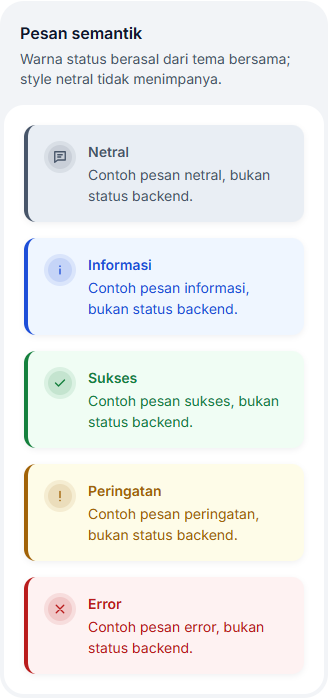 Pesan semantik
Warna status berasal dari tema bersama;
style netral tidak menimpanya.
Netral
Contoh pesan netral, bukan
status backend.
Informasi
Contoh pesan informasi,
bukan status backend.
Sukses
Contoh pesan sukses, bukan
status backend.
Peringatan
Contoh pesan peringatan,
bukan status backend.
Error
Contoh pesan error, bukan
status backend.